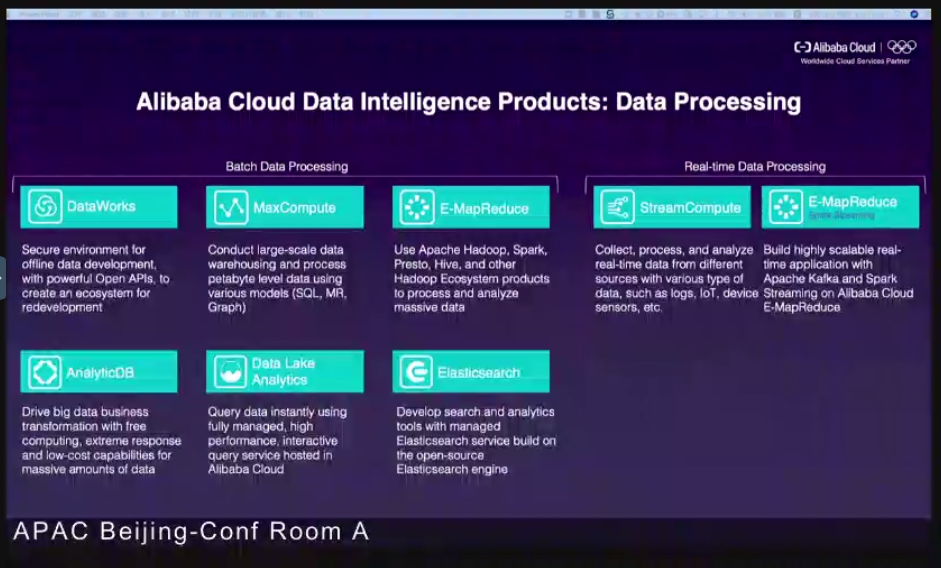 Alibaba Cloud
Worldwide Cloud Services Partner
Alibaba Cloud Data Intelligence Products: Data Processing
Batch Data Processing
Real-time Data Processing
DataWorks
Secure environment for
offline data development,
with powerful Open APIs, to
create an ecosystem for
redevelopment
MaxCompute
Conduct large-scale data
warehousing and process
petabyte level data using
various models (SQL, MR,
Graph)
E-MapReduce
Use Apache Hadoop, Spark,
Presto, Hive, and other
Hadoop Ecosystem products
to process and analyze
massive data
StreamCompute
Collect, process, and analyze
real-time data from different
sources with various type of
data, such as logs, IoT, device
sensors, etc.
E-MapReduce
Spark Streaming
Build highly scalable real-
time application with
Apache Kafka and Spark
Streaming on Alibaba Cloud
E-MapReduce
AnalyticDB
Drive big data business
transformation with free
computing, extreme response
and low-cost capabilities for
massive amounts of data
Data Lake
Analytics
Query data instantly using
fully managed, high
performance, interactive
query service hosted in
Alibaba Cloud
Elasticsearch
Develop search and analytics
tools with managed
Elasticsearch service build on
the open-source
Elasticsearch engine
APAC Beijing-Conf Room A